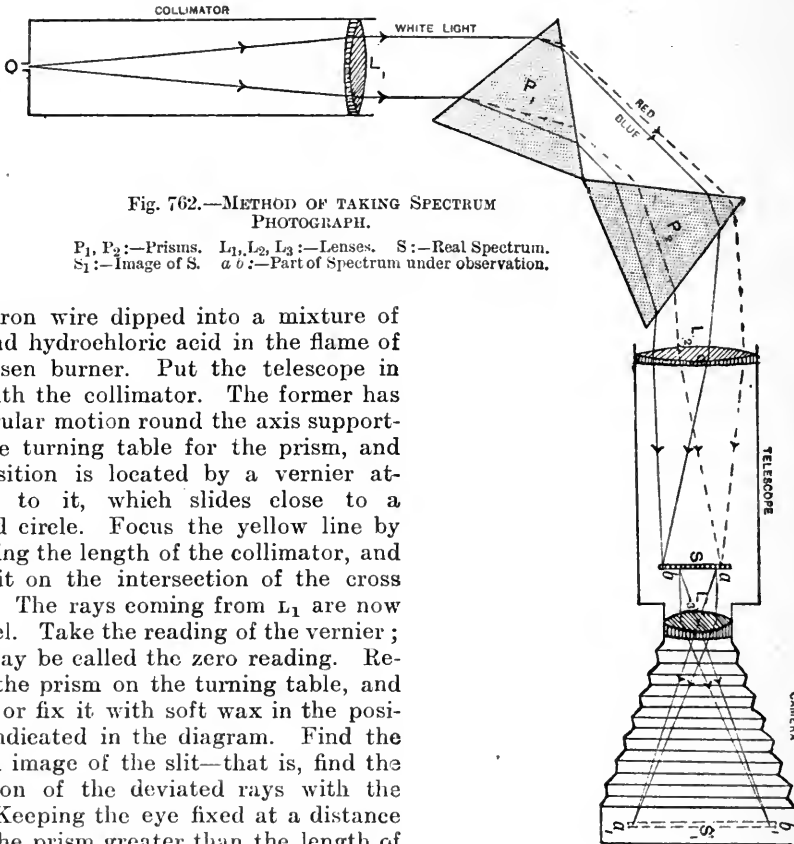 COLLIMATOR
O
L1
WHITE LIGHT
P1
RED
BLUE
P2
Fig. 762.—METHOD OF TAKING SPECTRUM
PHOTOGRAPH.
P1, P2:—Prisms. L1, L2, L3:—Lenses. S:—Real Spectrum.
S1:—Image of S. a b:—Part of Spectrum under observation.
L2
TELESCOPE
S
b a
L3
CAMERA
a1 S1 b1
ron wire dipped into a mixture of
nd hydrochloric acid in the flame of
sen burner. Put the telescope in
th the collimator. The former has
ular motion round the axis support-
e turning table for the prism, and
sition is located by a vernier at-
to it, which slides close to a
d circle. Focus the yellow line by
ing the length of the collimator, and
it on the intersection of the cross
The rays coming from L1 are now
el. Take the reading of the vernier;
ay be called the zero reading. Re-
the prism on the turning table, and
or fix it with soft wax in the posi-
ndicated in the diagram. Find the
image of the slit—that is, find the
on of the deviated rays with the
Keeping the eye fixed at a distance
he prism greater than the length of